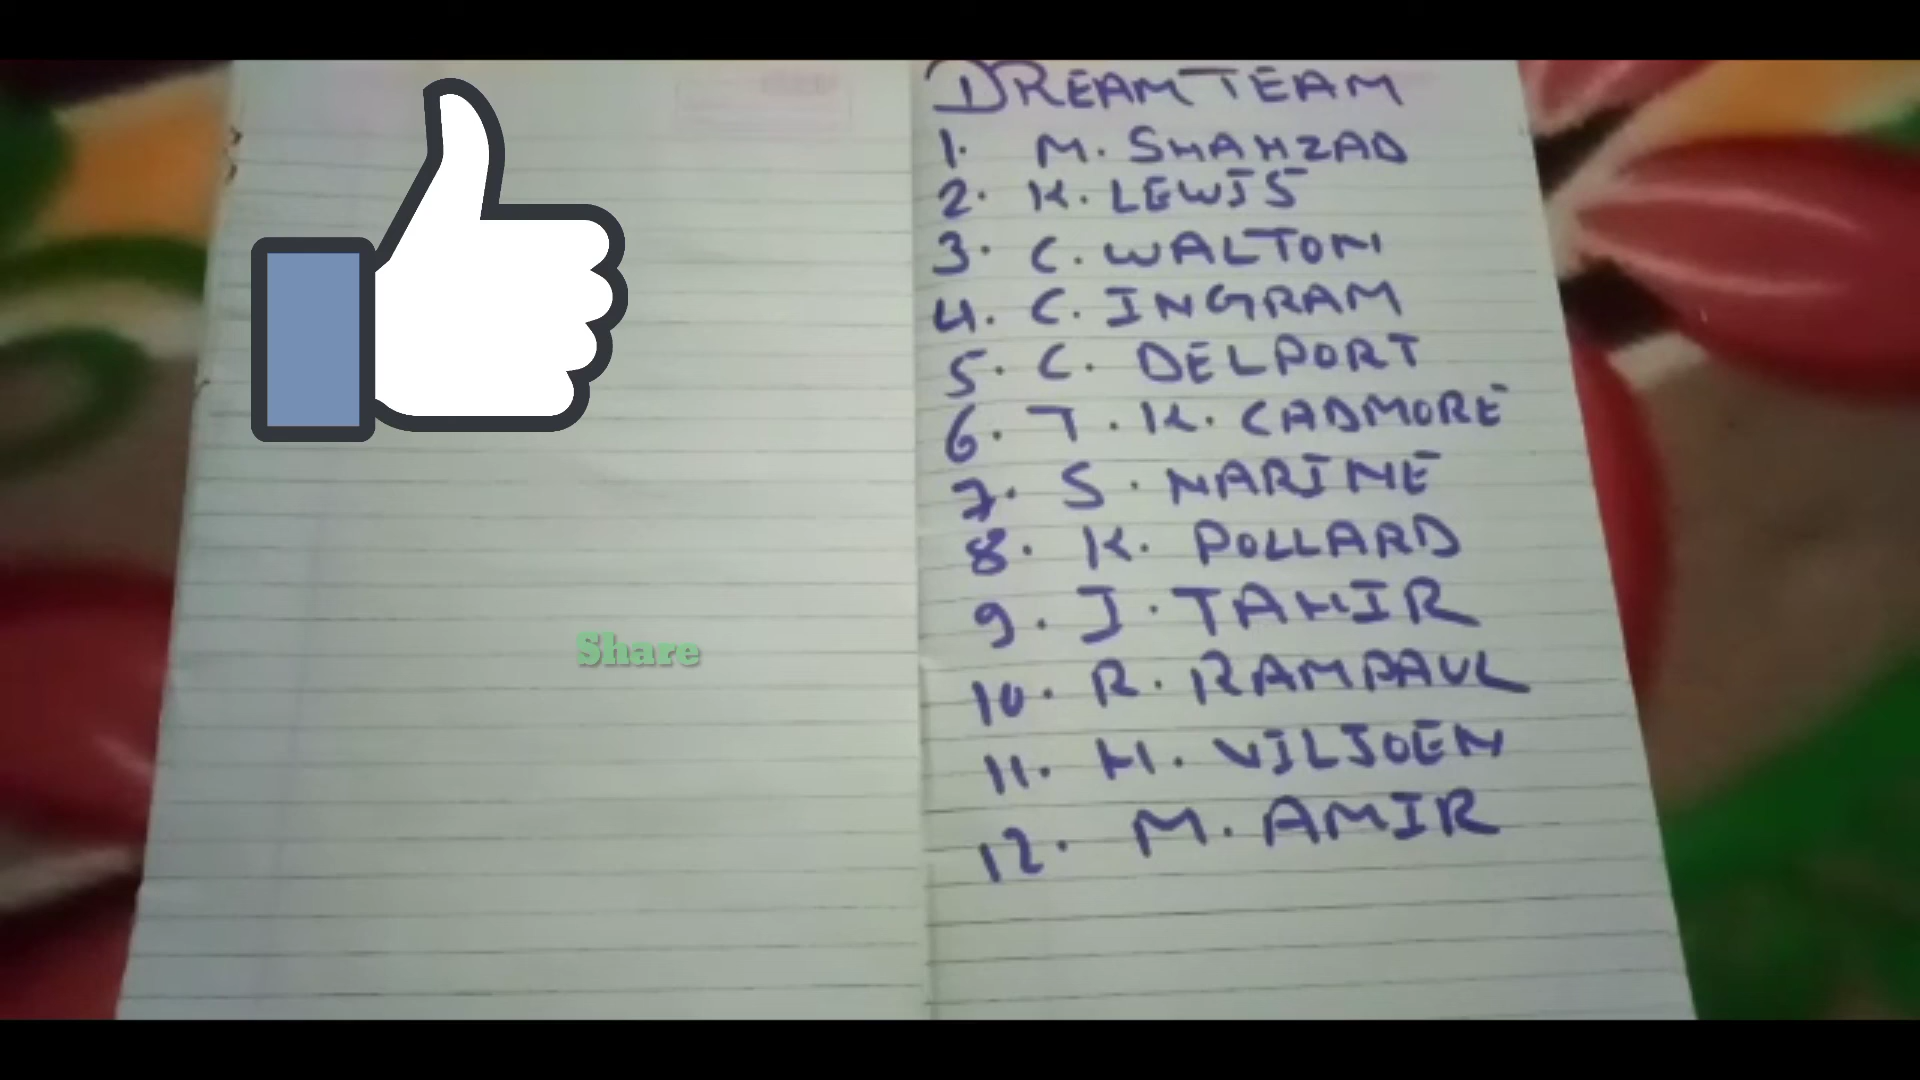 DREAM TEAM
1. M. SHAHZAD
2. K. LEWIS
3. C. WALTON
4. C. INGRAM
5. C. DELPORT
6. T. K. CADMORE
7. S. NARINE
8. K. POLLARD
9. I. TAHIR
10. R. RAMPAUL
11. H. VILJOEN
12. M. AMIR
Share